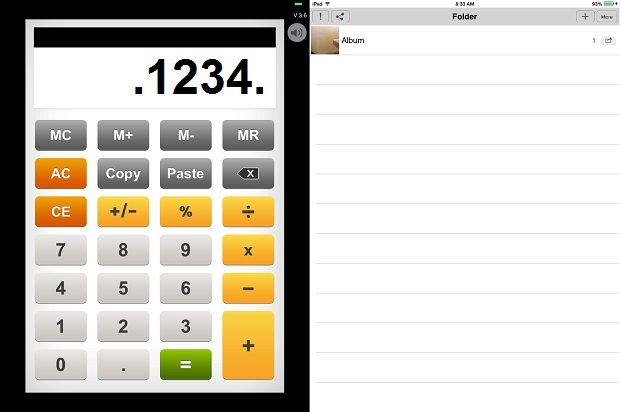 V 3.6
.1234.
MC M+ M- MR
AC Copy Paste X
CE +/− % ÷
7 8 9 x
4 5 6 −
1 2 3 +
0 . =
iPad 8:33 AM 93%
! Folder + More
Album 1